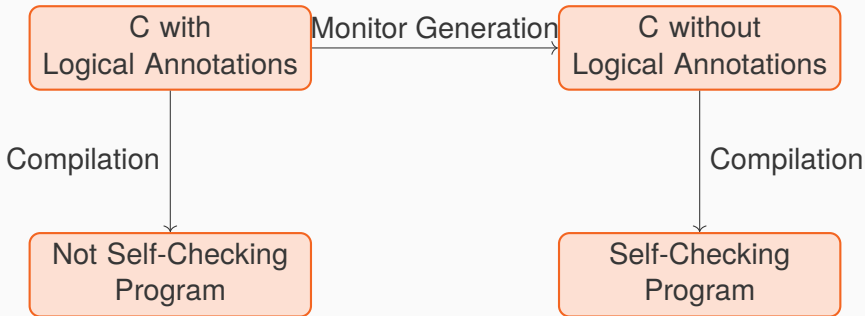 C with
Logical Annotations
Monitor Generation
C without
Logical Annotations
Compilation
Compilation
Not Self-Checking
Program
Self-Checking
Program